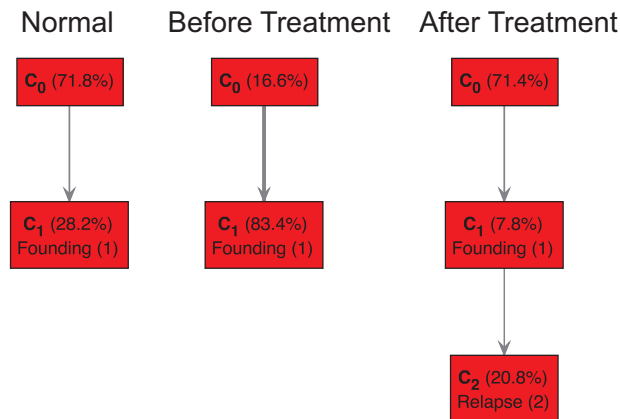 Normal
Before Treatment
After Treatment
C0 (71.8%)
C0 (16.6%)
C0 (71.4%)
C1 (28.2%)
Founding (1)
C1 (83.4%)
Founding (1)
C1 (7.8%)
Founding (1)
C2 (20.8%)
Relapse (2)